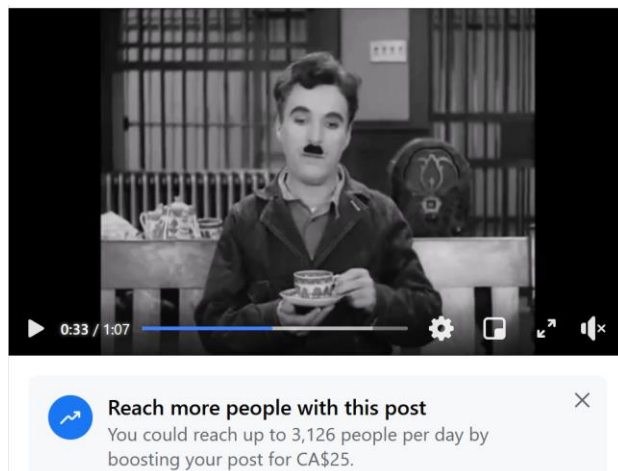 0:33 / 1:07
Reach more people with this post
You could reach up to 3,126 people per day by
boosting your post for CA$25.